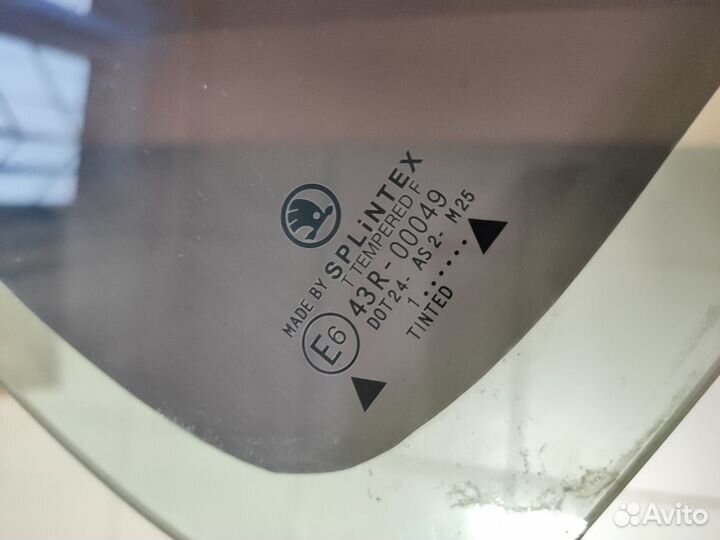 MADE BY SPLiNTEX
T TEMPERED F
E6 43R-00049
DOT24- AS2- M25
1......
TINTED
Avito